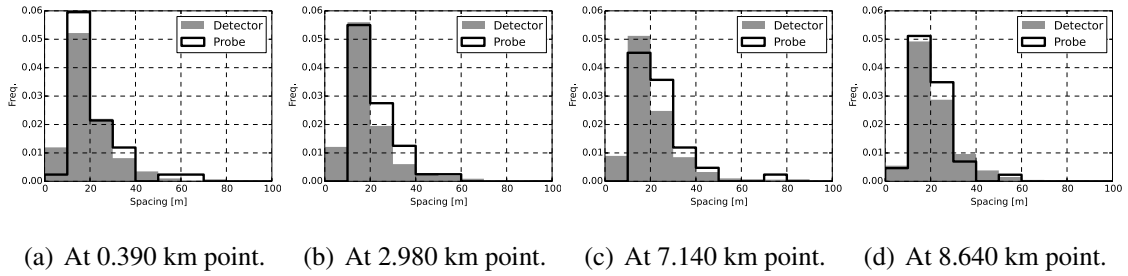 0.06
0.05
0.04
0.03
0.02
0.01
0.00
Freq.
0 20 40 60 80 100
Spacing [m]
Detector
Probe
(a) At 0.390 km point.
0.06
0.05
0.04
0.03
0.02
0.01
0.00
Freq.
0 20 40 60 80 100
Spacing [m]
Detector
Probe
(b) At 2.980 km point.
0.06
0.05
0.04
0.03
0.02
0.01
0.00
Freq.
0 20 40 60 80 100
Spacing [m]
Detector
Probe
(c) At 7.140 km point.
0.06
0.05
0.04
0.03
0.02
0.01
0.00
Freq.
0 20 40 60 80 100
Spacing [m]
Detector
Probe
(d) At 8.640 km point.